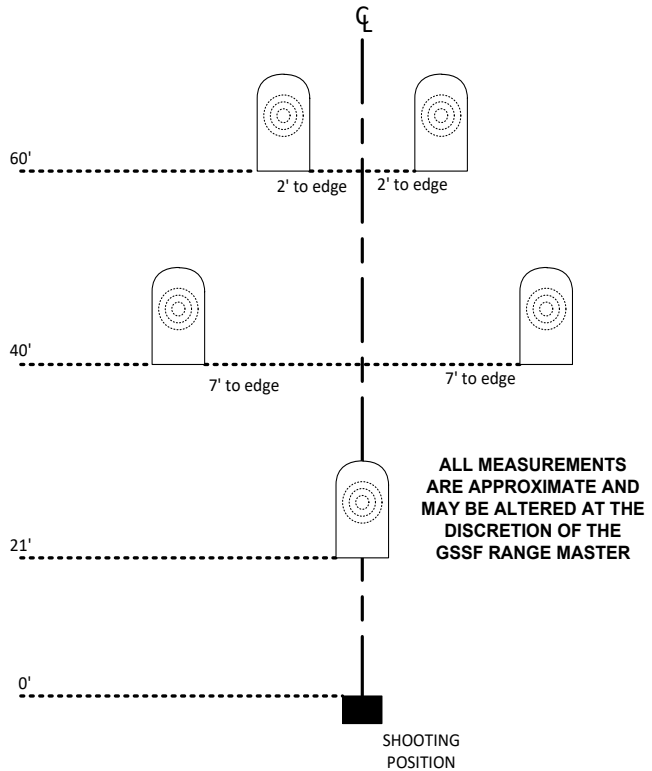 ℄
60'
2' to edge
2' to edge
40'
7' to edge
7' to edge
ALL MEASUREMENTS
ARE APPROXIMATE AND
MAY BE ALTERED AT THE
DISCRETION OF THE
GSSF RANGE MASTER
21'
0'
SHOOTING
POSITION